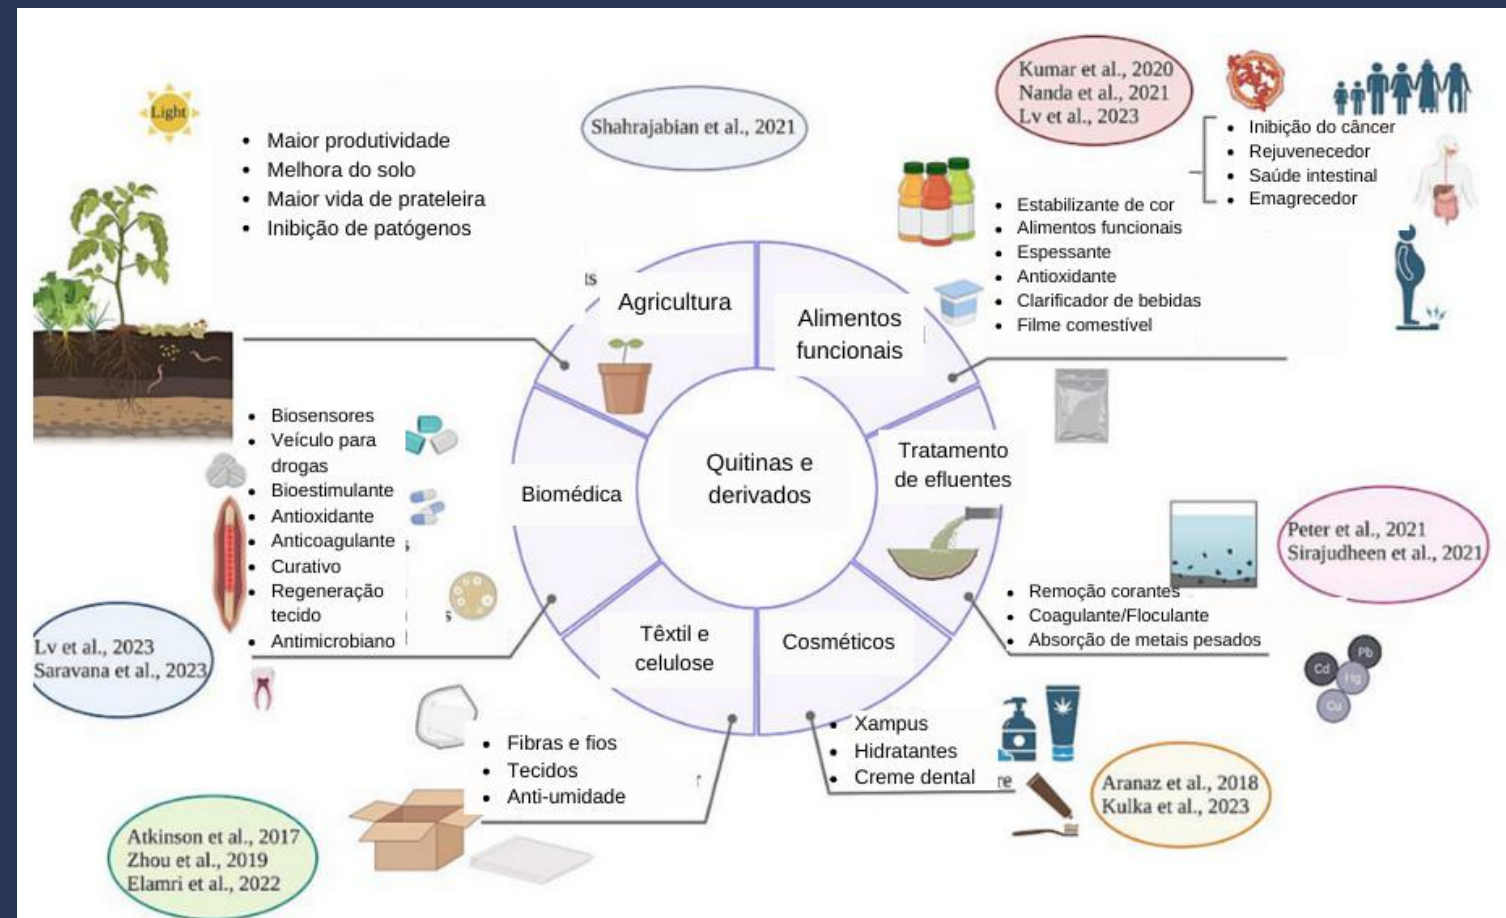 Light
Maior produtividade
Melhora do solo
Maior vida de prateleira
Inibição de patógenos
Shahrajabian et al., 2021
Kumar et al., 2020
Nanda et al., 2021
Lv et al., 2023
Inibição do câncer
Rejuvenecedor
Saúde intestinal
Emagrecedor
Estabilizante de cor
Alimentos funcionais
Espessante
Antioxidante
Clarificador de bebidas
Filme comestível
ts
Agricultura
Alimentos
funcionais
Biosensores
Veículo para
drogas
Bioestimulante
Antioxidante
Anticoagulante
Curativo
Regeneração
tecido
Antimicrobiano
s
Lv et al., 2023
Saravana et al., 2023
Biomédica
Quitinas e
derivados
Tratamento
de efluentes
Peter et al., 2021
Sirajudheen et al., 2021
Remoção corantes
Coagulante/Floculante
Absorção de metais pesados
Cd
Pb
Hg
Cu
Têxtil e
celulose
Cosméticos
Fibras e fios
Tecidos
Anti-umidade
Xampus
Hidratantes
Creme dental
re
Atkinson et al., 2017
Zhou et al., 2019
Elamri et al., 2022
Aranaz et al., 2018
Kulka et al., 2023